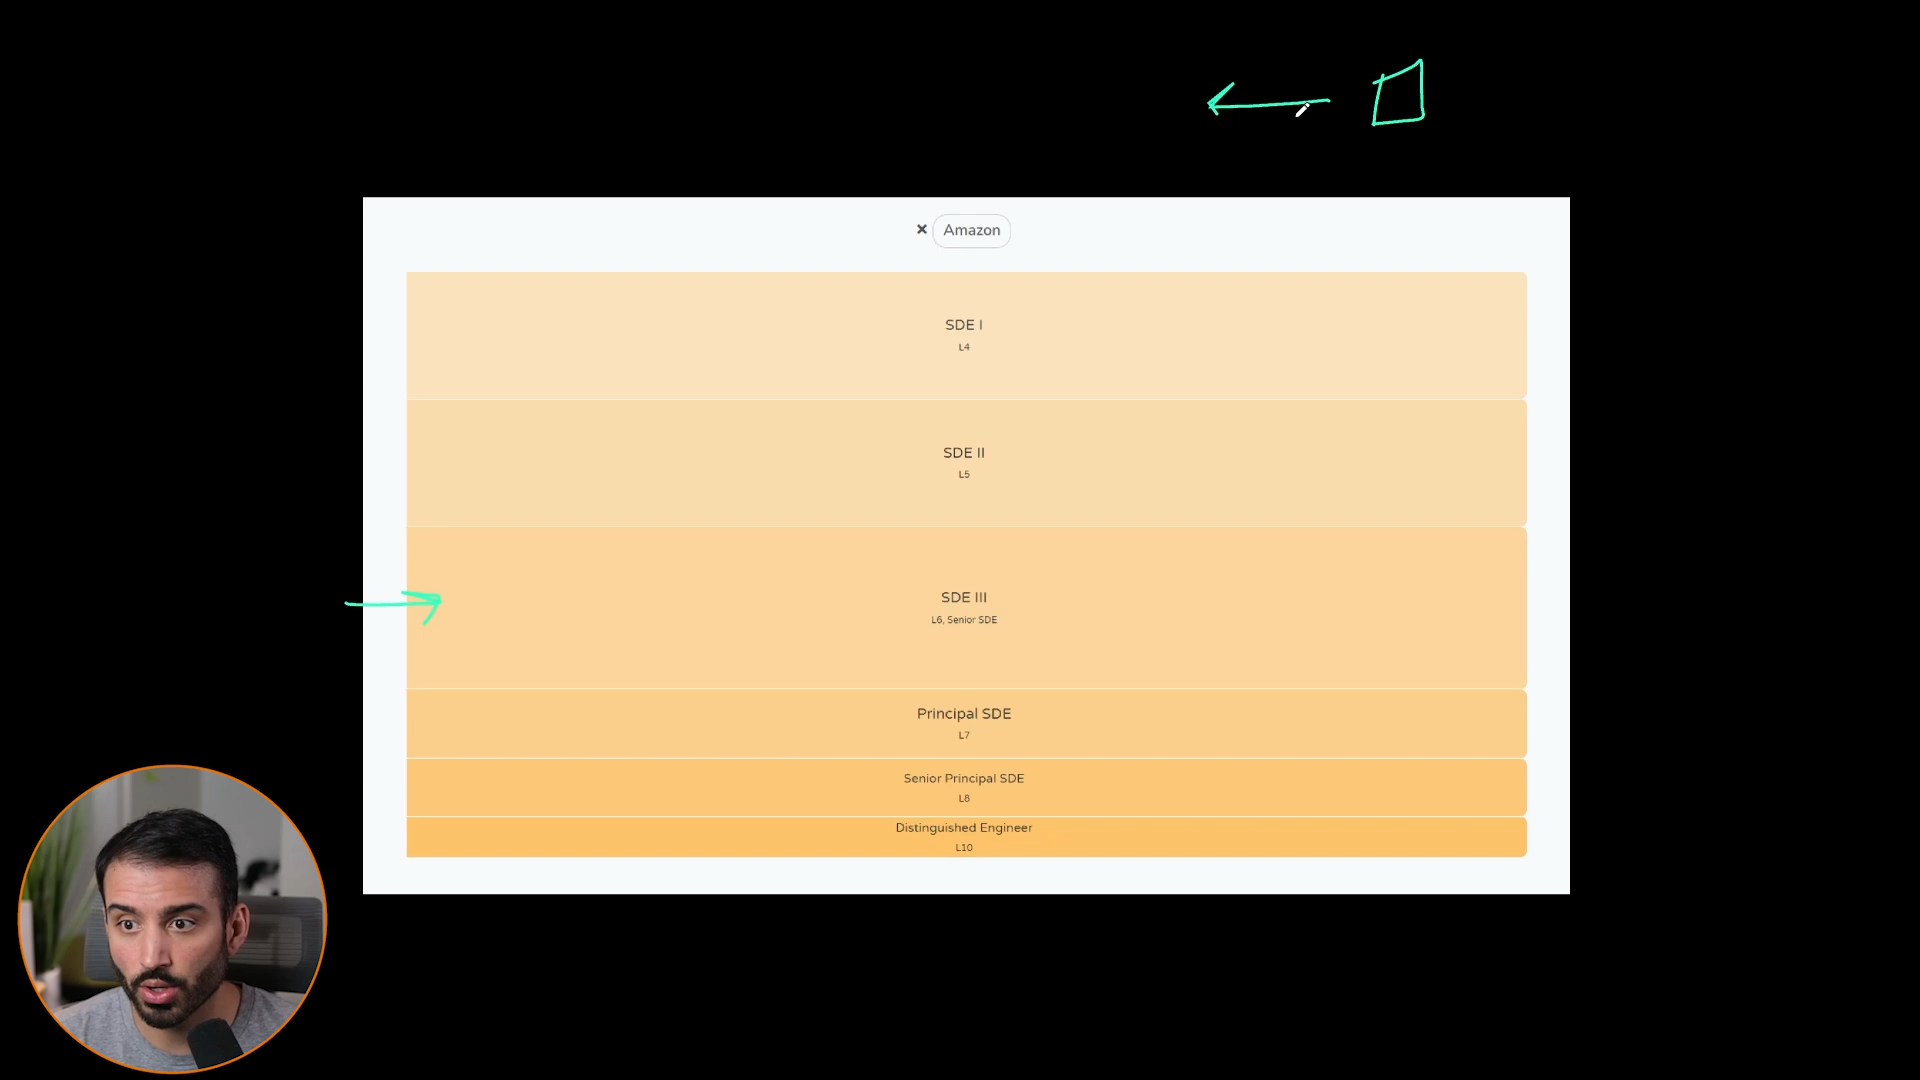 × Amazon
SDE I
L4
SDE II
L5
SDE III
L6, Senior SDE
Principal SDE
L7
Senior Principal SDE
L8
Distinguished Engineer
L10